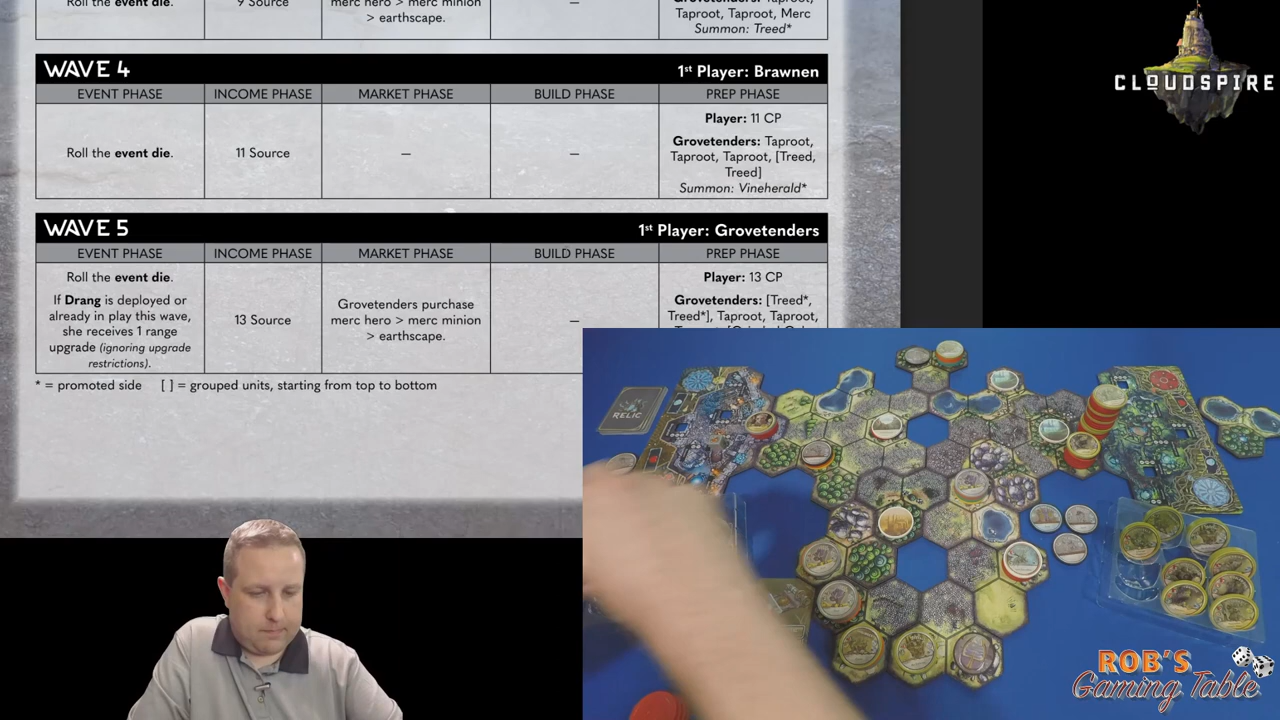 Roll the event die.
9 Source
merc hero > merc minion
> earthscape.
—
Grovetenders: Taproot,
Taproot, Taproot, Merc
Summon: Treed*
WAVE 4
1st Player: Brawnen
EVENT PHASE
INCOME PHASE
MARKET PHASE
BUILD PHASE
PREP PHASE
Roll the event die.
11 Source
—
—
Player: 11 CP
Grovetenders: Taproot,
Taproot, Taproot, [Treed,
Treed]
Summon: Vineherald*
WAVE 5
1st Player: Grovetenders
EVENT PHASE
INCOME PHASE
MARKET PHASE
BUILD PHASE
PREP PHASE
Roll the event die.
If Drang is deployed or
already in play this wave,
she receives 1 range
upgrade (ignoring upgrade
restrictions).
13 Source
Grovetenders purchase
merc hero > merc minion
> earthscape.
—
Player: 13 CP
Grovetenders: [Treed*,
Treed*], Taproot, Taproot,
* = promoted side [ ] = grouped units, starting from top to bottom
CLOUDSPIRE
RELIC
ROB'S
Gaming Table